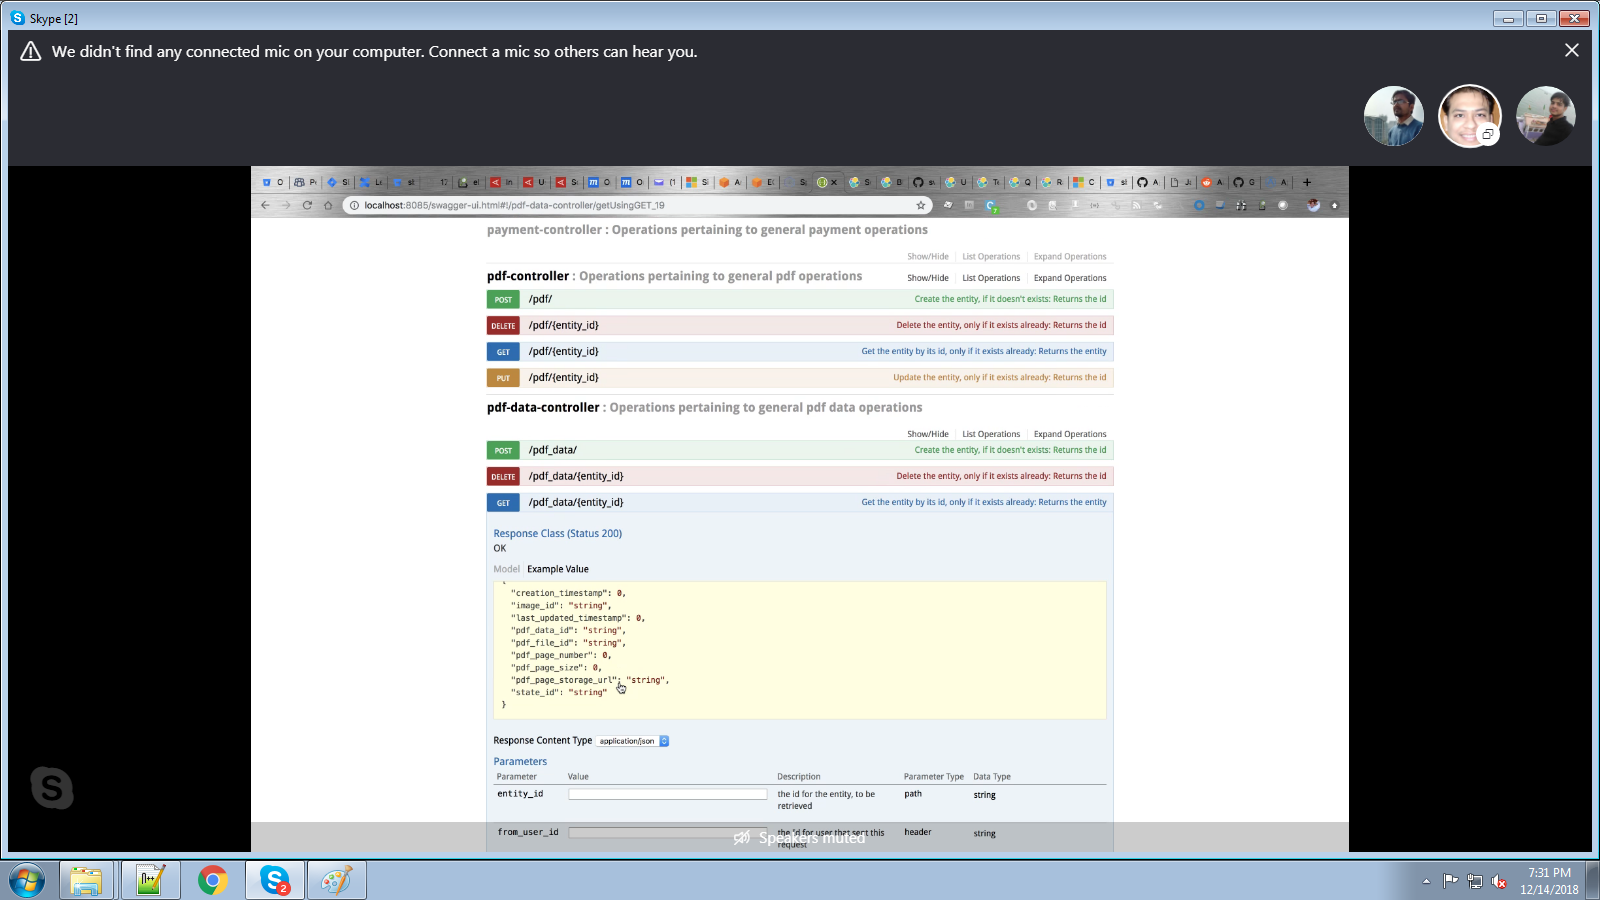 Skype [2]
We didn't find any connected mic on your computer. Connect a mic so others can hear you.
localhost:8085/swagger-ui.html#!/pdf-data-controller/getUsingGET_19
payment-controller : Operations pertaining to general payment operations
Show/Hide List Operations Expand Operations
pdf-controller : Operations pertaining to general pdf operations
Show/Hide List Operations Expand Operations
POST /pdf/ Create the entity, if it doesn't exists: Returns the id
DELETE /pdf/{entity_id} Delete the entity, only if it exists already: Returns the id
GET /pdf/{entity_id} Get the entity by its id, only if it exists already: Returns the entity
PUT /pdf/{entity_id} Update the entity, only if it exists already: Returns the id
pdf-data-controller : Operations pertaining to general pdf data operations
Show/Hide List Operations Expand Operations
POST /pdf_data/ Create the entity, if it doesn't exists: Returns the id
DELETE /pdf_data/{entity_id} Delete the entity, only if it exists already: Returns the id
GET /pdf_data/{entity_id} Get the entity by its id, only if it exists already: Returns the entity
Response Class (Status 200)
OK
Model Example Value
"creation_timestamp": 0,
"image_id": "string",
"last_updated_timestamp": 0,
"pdf_data_id": "string",
"pdf_file_id": "string",
"pdf_page_number": 0,
"pdf_page_size": 0,
"pdf_page_storage_url": "string",
"state_id": "string"
}
Response Content Type application/json
Parameters
Parameter Value Description Parameter Type Data Type
entity_id the id for the entity, to be retrieved path string
from_user_id the id for user that sent this request header string
Speakers muted
2
7:31 PM
12/14/2018